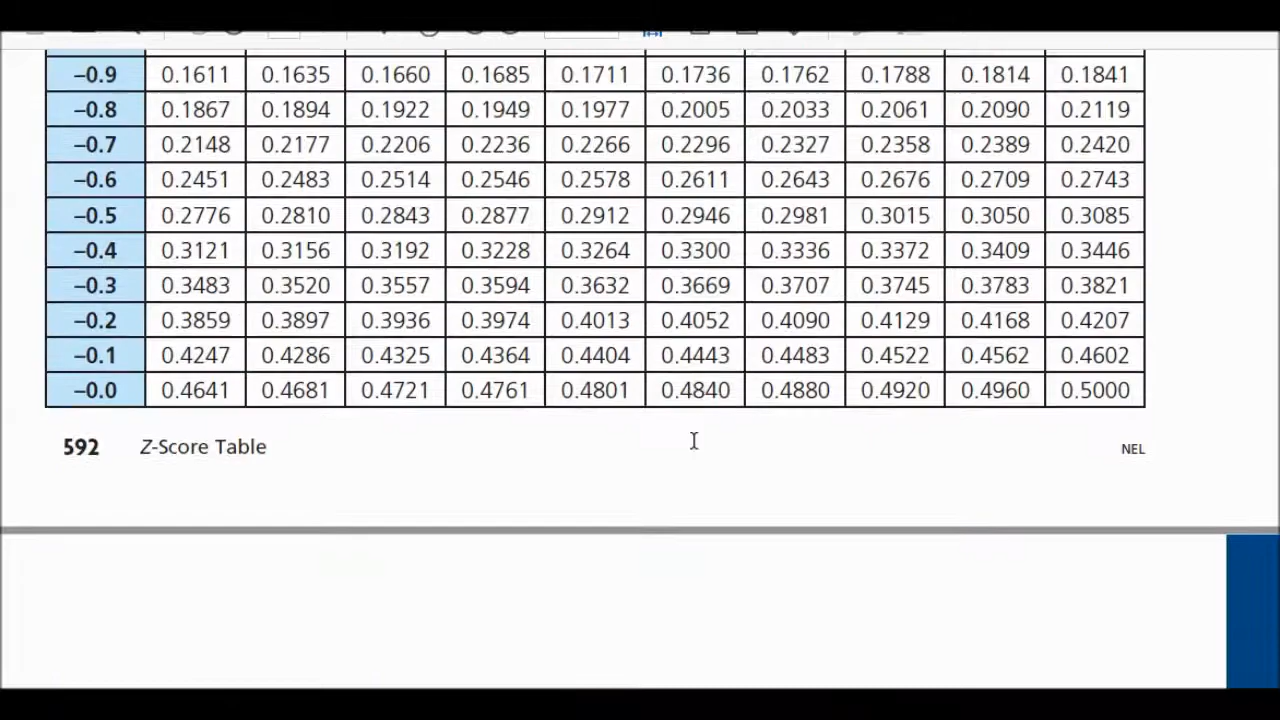 –0.9 0.1611 0.1635 0.1660 0.1685 0.1711 0.1736 0.1762 0.1788 0.1814 0.1841
–0.8 0.1867 0.1894 0.1922 0.1949 0.1977 0.2005 0.2033 0.2061 0.2090 0.2119
–0.7 0.2148 0.2177 0.2206 0.2236 0.2266 0.2296 0.2327 0.2358 0.2389 0.2420
–0.6 0.2451 0.2483 0.2514 0.2546 0.2578 0.2611 0.2643 0.2676 0.2709 0.2743
–0.5 0.2776 0.2810 0.2843 0.2877 0.2912 0.2946 0.2981 0.3015 0.3050 0.3085
–0.4 0.3121 0.3156 0.3192 0.3228 0.3264 0.3300 0.3336 0.3372 0.3409 0.3446
–0.3 0.3483 0.3520 0.3557 0.3594 0.3632 0.3669 0.3707 0.3745 0.3783 0.3821
–0.2 0.3859 0.3897 0.3936 0.3974 0.4013 0.4052 0.4090 0.4129 0.4168 0.4207
–0.1 0.4247 0.4286 0.4325 0.4364 0.4404 0.4443 0.4483 0.4522 0.4562 0.4602
–0.0 0.4641 0.4681 0.4721 0.4761 0.4801 0.4840 0.4880 0.4920 0.4960 0.5000
592 Z-Score Table NEL